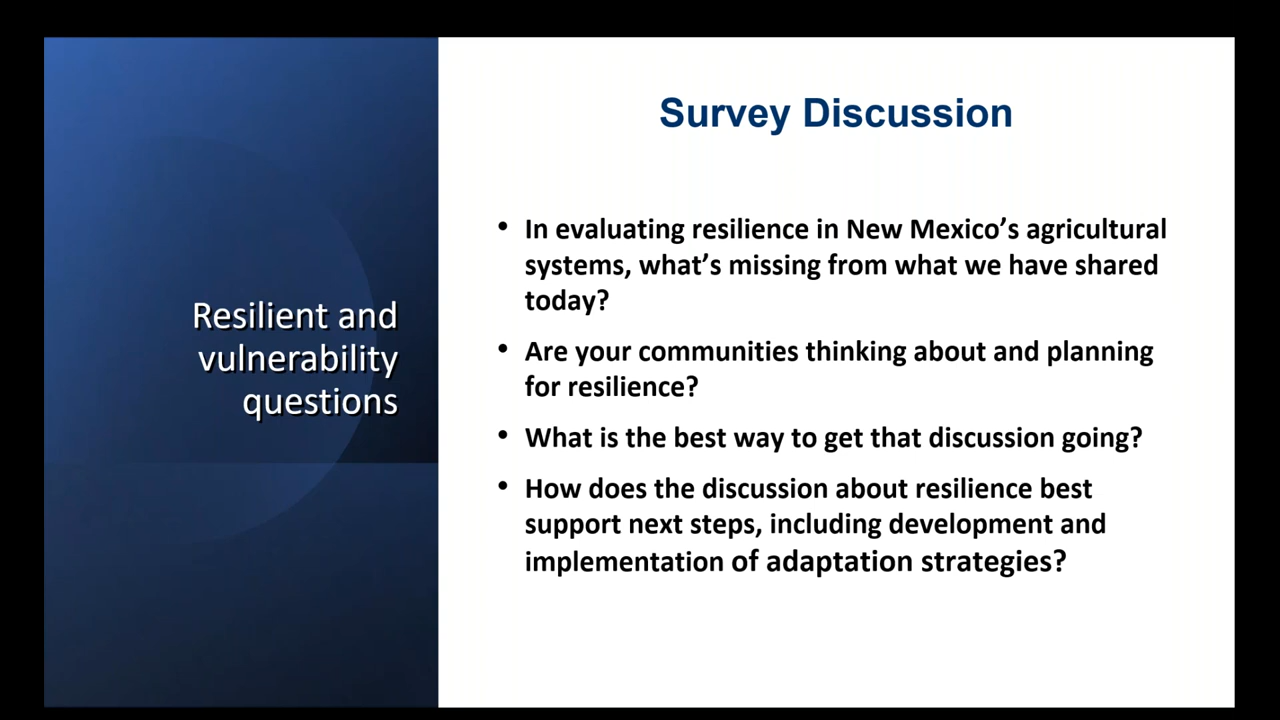 Resilient and
vulnerability
questions
Survey Discussion
• In evaluating resilience in New Mexico’s agricultural
systems, what’s missing from what we have shared
today?
• Are your communities thinking about and planning
for resilience?
• What is the best way to get that discussion going?
• How does the discussion about resilience best
support next steps, including development and
implementation of adaptation strategies?